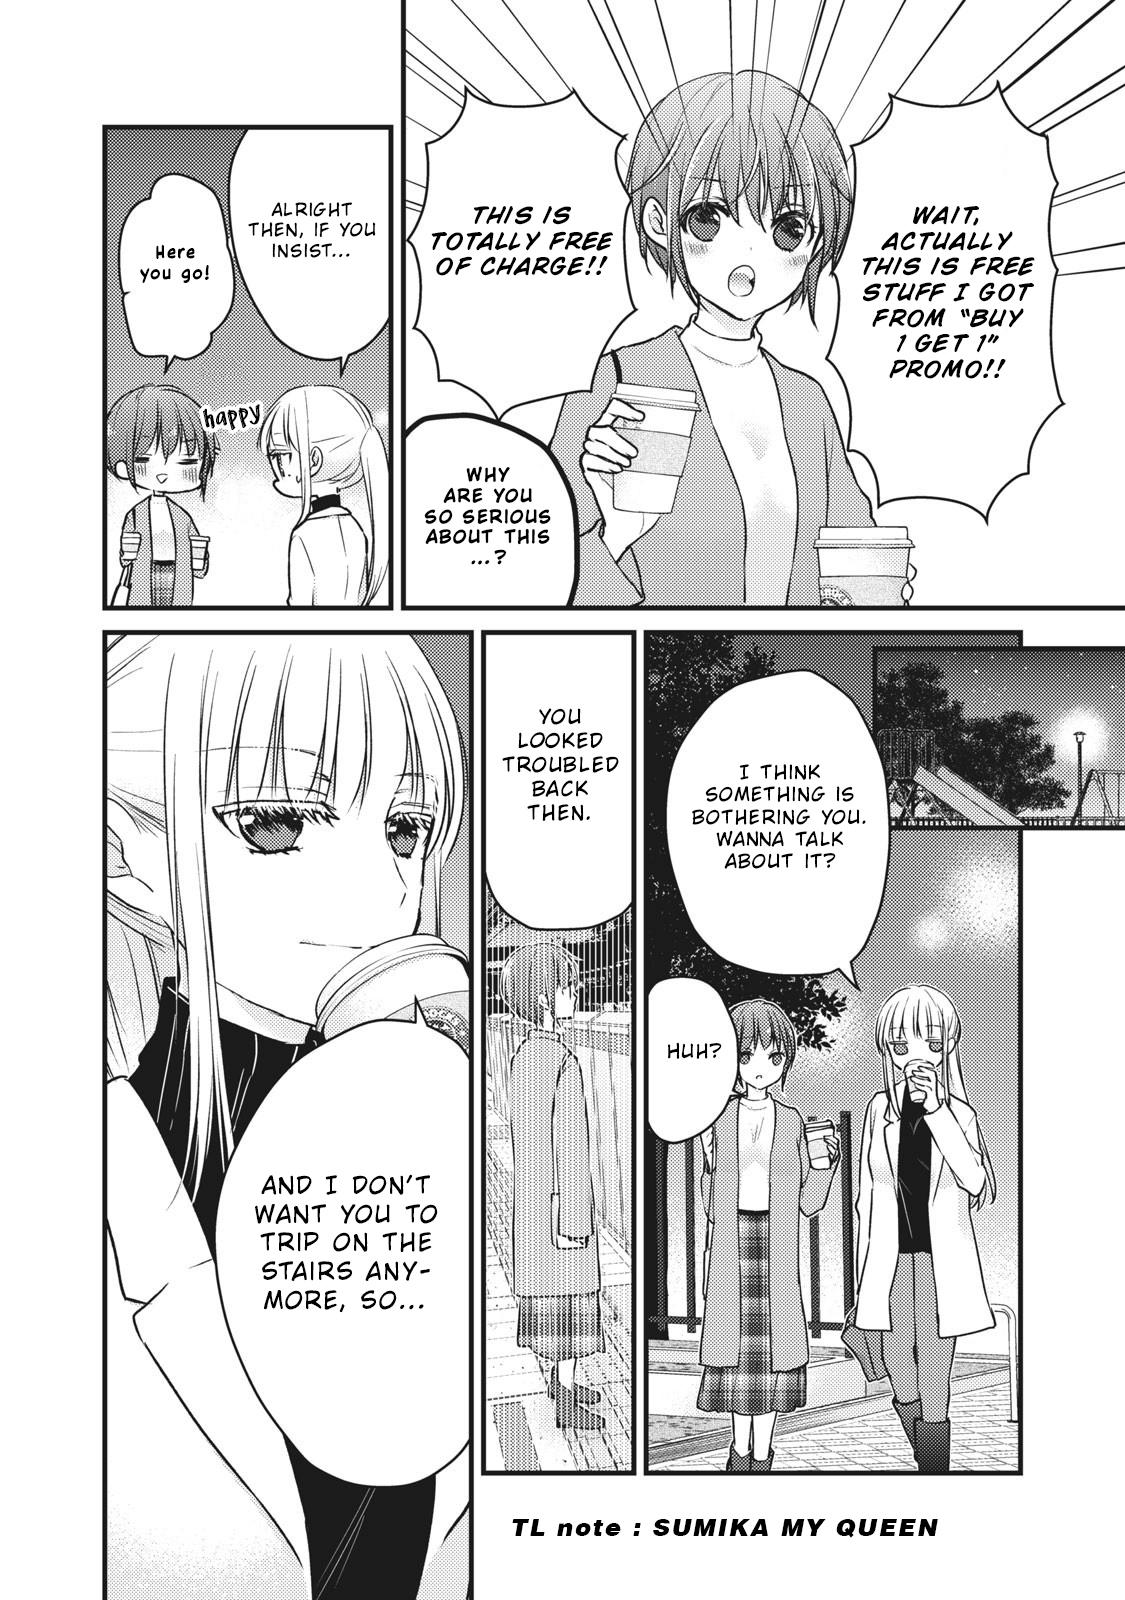 WAIT,
ACTUALLY
THIS IS FREE
STUFF I GOT
FROM “BUY
1 GET 1”
PROMO!!
THIS IS
TOTALLY FREE
OF CHARGE!!
WHY
ARE YOU
SO SERIOUS
ABOUT THIS
...?
ALRIGHT
THEN, IF YOU
INSIST...
Here
you go!
happy
I THINK
SOMETHING IS
BOTHERING YOU.
WANNA TALK
ABOUT IT?
HUH?
YOU
LOOKED
TROUBLED
BACK
THEN.
AND I DON'T
WANT YOU TO
TRIP ON THE
STAIRS ANY-
MORE, SO...
TL note : SUMIKA MY QUEEN